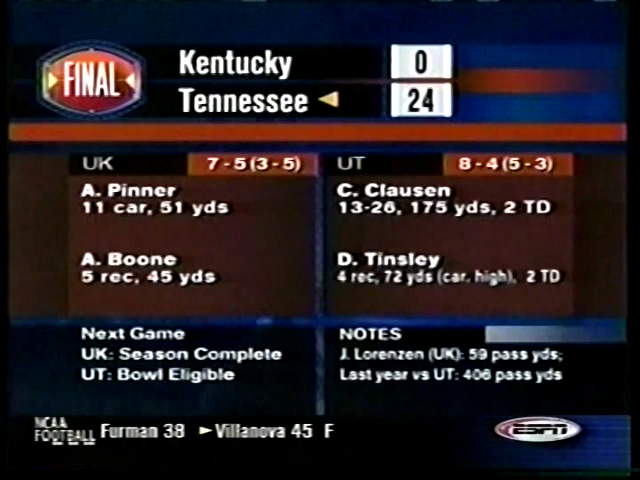 FINAL
Kentucky 0
Tennessee 24
UK 7-5 (3-5)
A. Pinner
11 car, 51 yds
A. Boone
5 rec, 45 yds
UT 8-4 (5-3)
C. Clausen
13-26, 175 yds, 2 TD
D. Tinsley
4 rec, 72 yds (car. high), 2 TD
Next Game
UK: Season Complete
UT: Bowl Eligible
NOTES
J. Lorenzen (UK): 59 pass yds;
Last year vs UT: 406 pass yds
NCAA
FOOTBALL
Furman 38 Villanova 45 F
ESPN